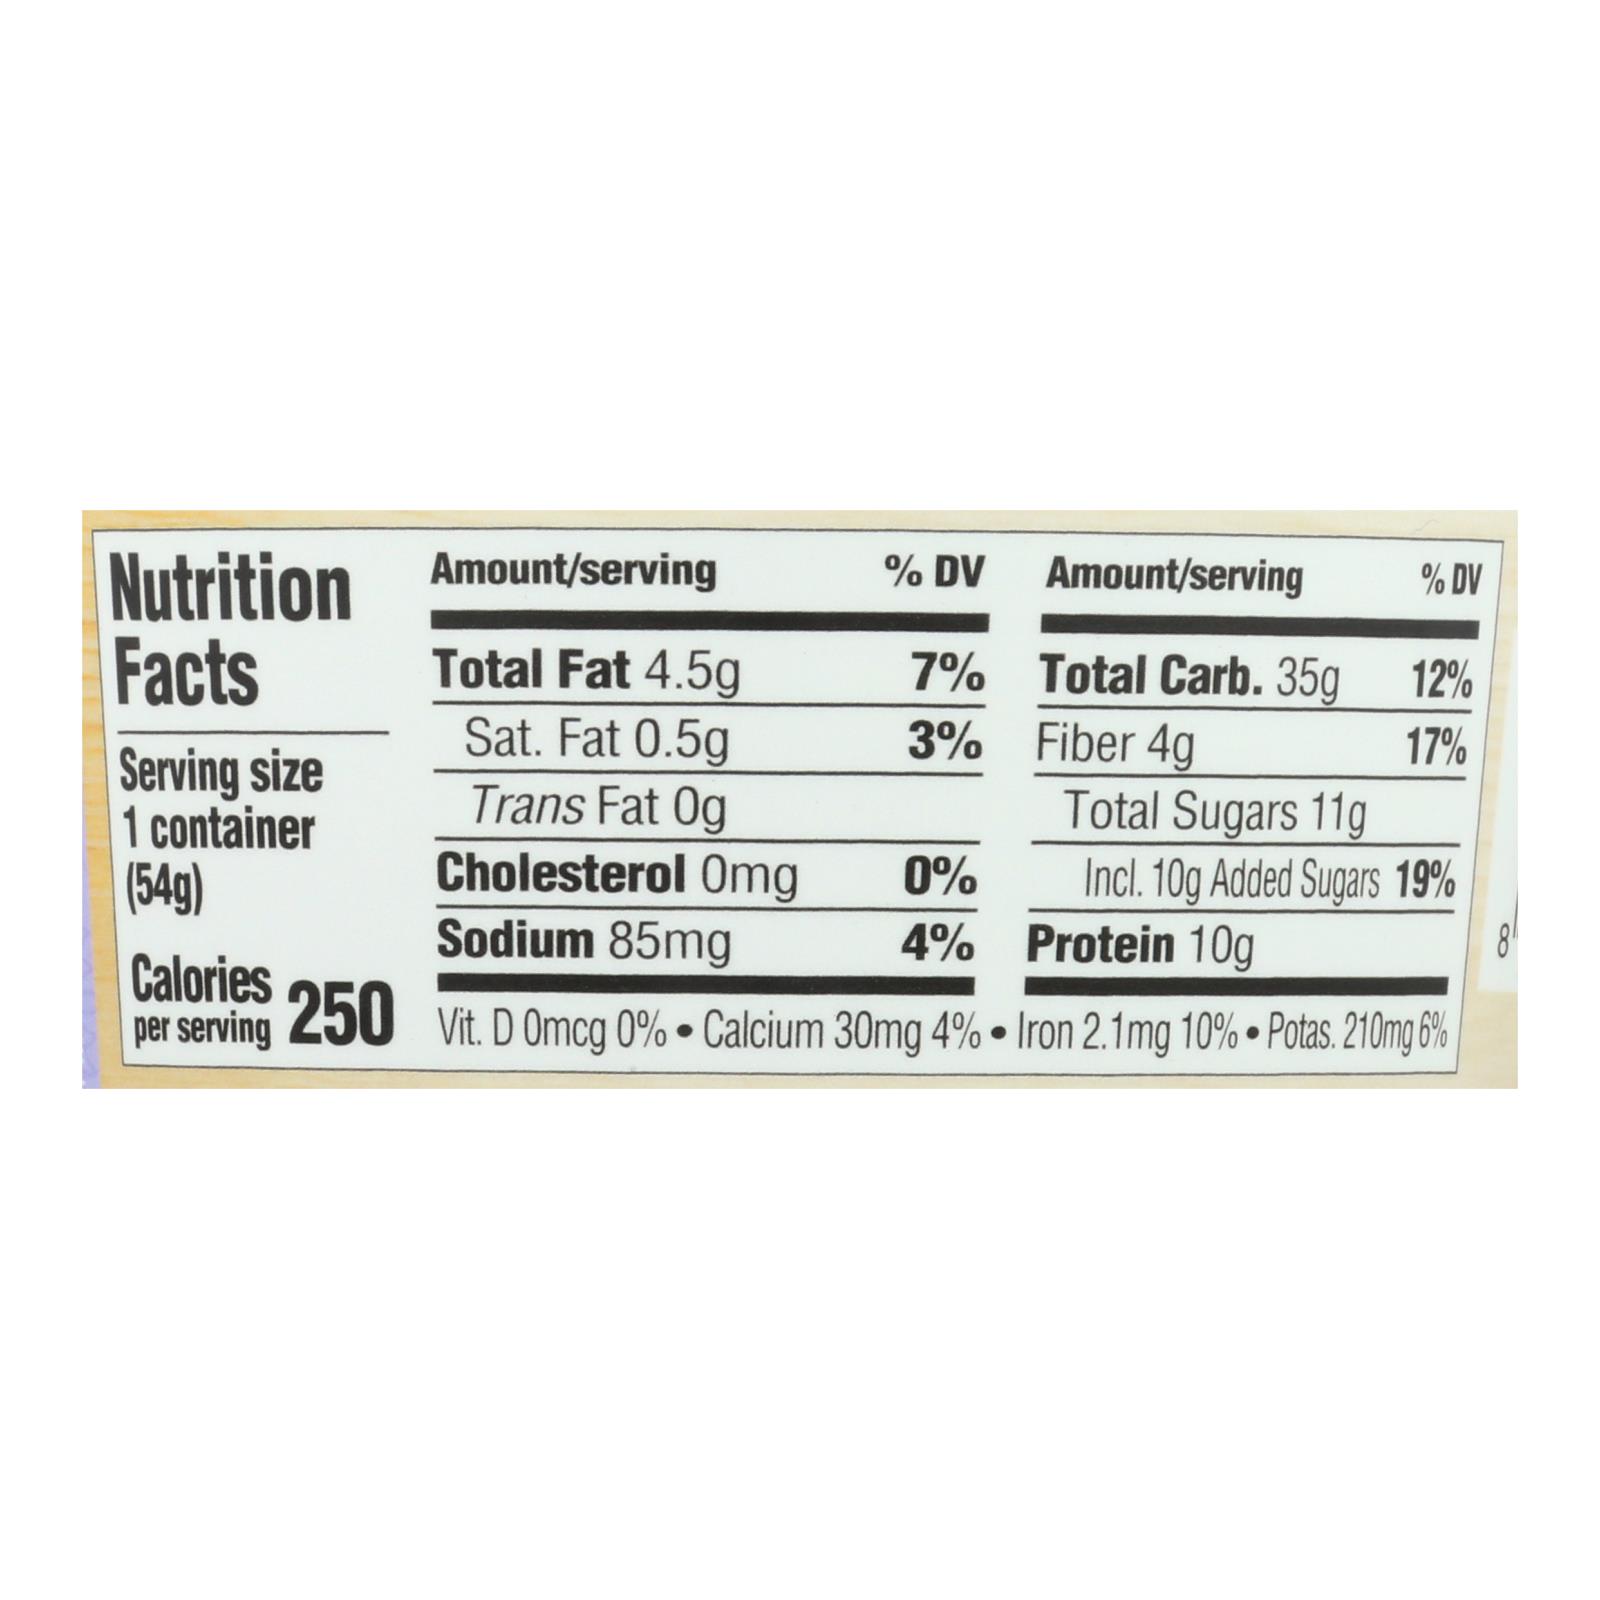 Nutrition
Facts
Serving size
1 container
(54g)
Calories
per serving 250
Amount/serving % DV
Total Fat 4.5g 7%
Sat. Fat 0.5g 3%
Trans Fat 0g
Cholesterol 0mg 0%
Sodium 85mg 4%
Amount/serving % DV
Total Carb. 35g 12%
Fiber 4g 17%
Total Sugars 11g
Incl. 10g Added Sugars 19%
Protein 10g
Vit. D 0mcg 0% • Calcium 30mg 4% • Iron 2.1mg 10% • Potas. 210mg 6%
8